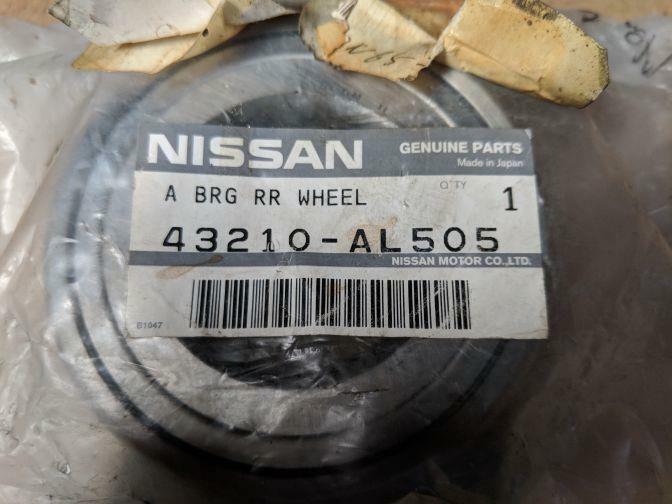 NISSAN
GENUINE PARTS
Made in Japan
A BRG RR WHEEL
Q'TY
1
43210-AL505
NISSAN MOTOR CO.,LTD.
B1047